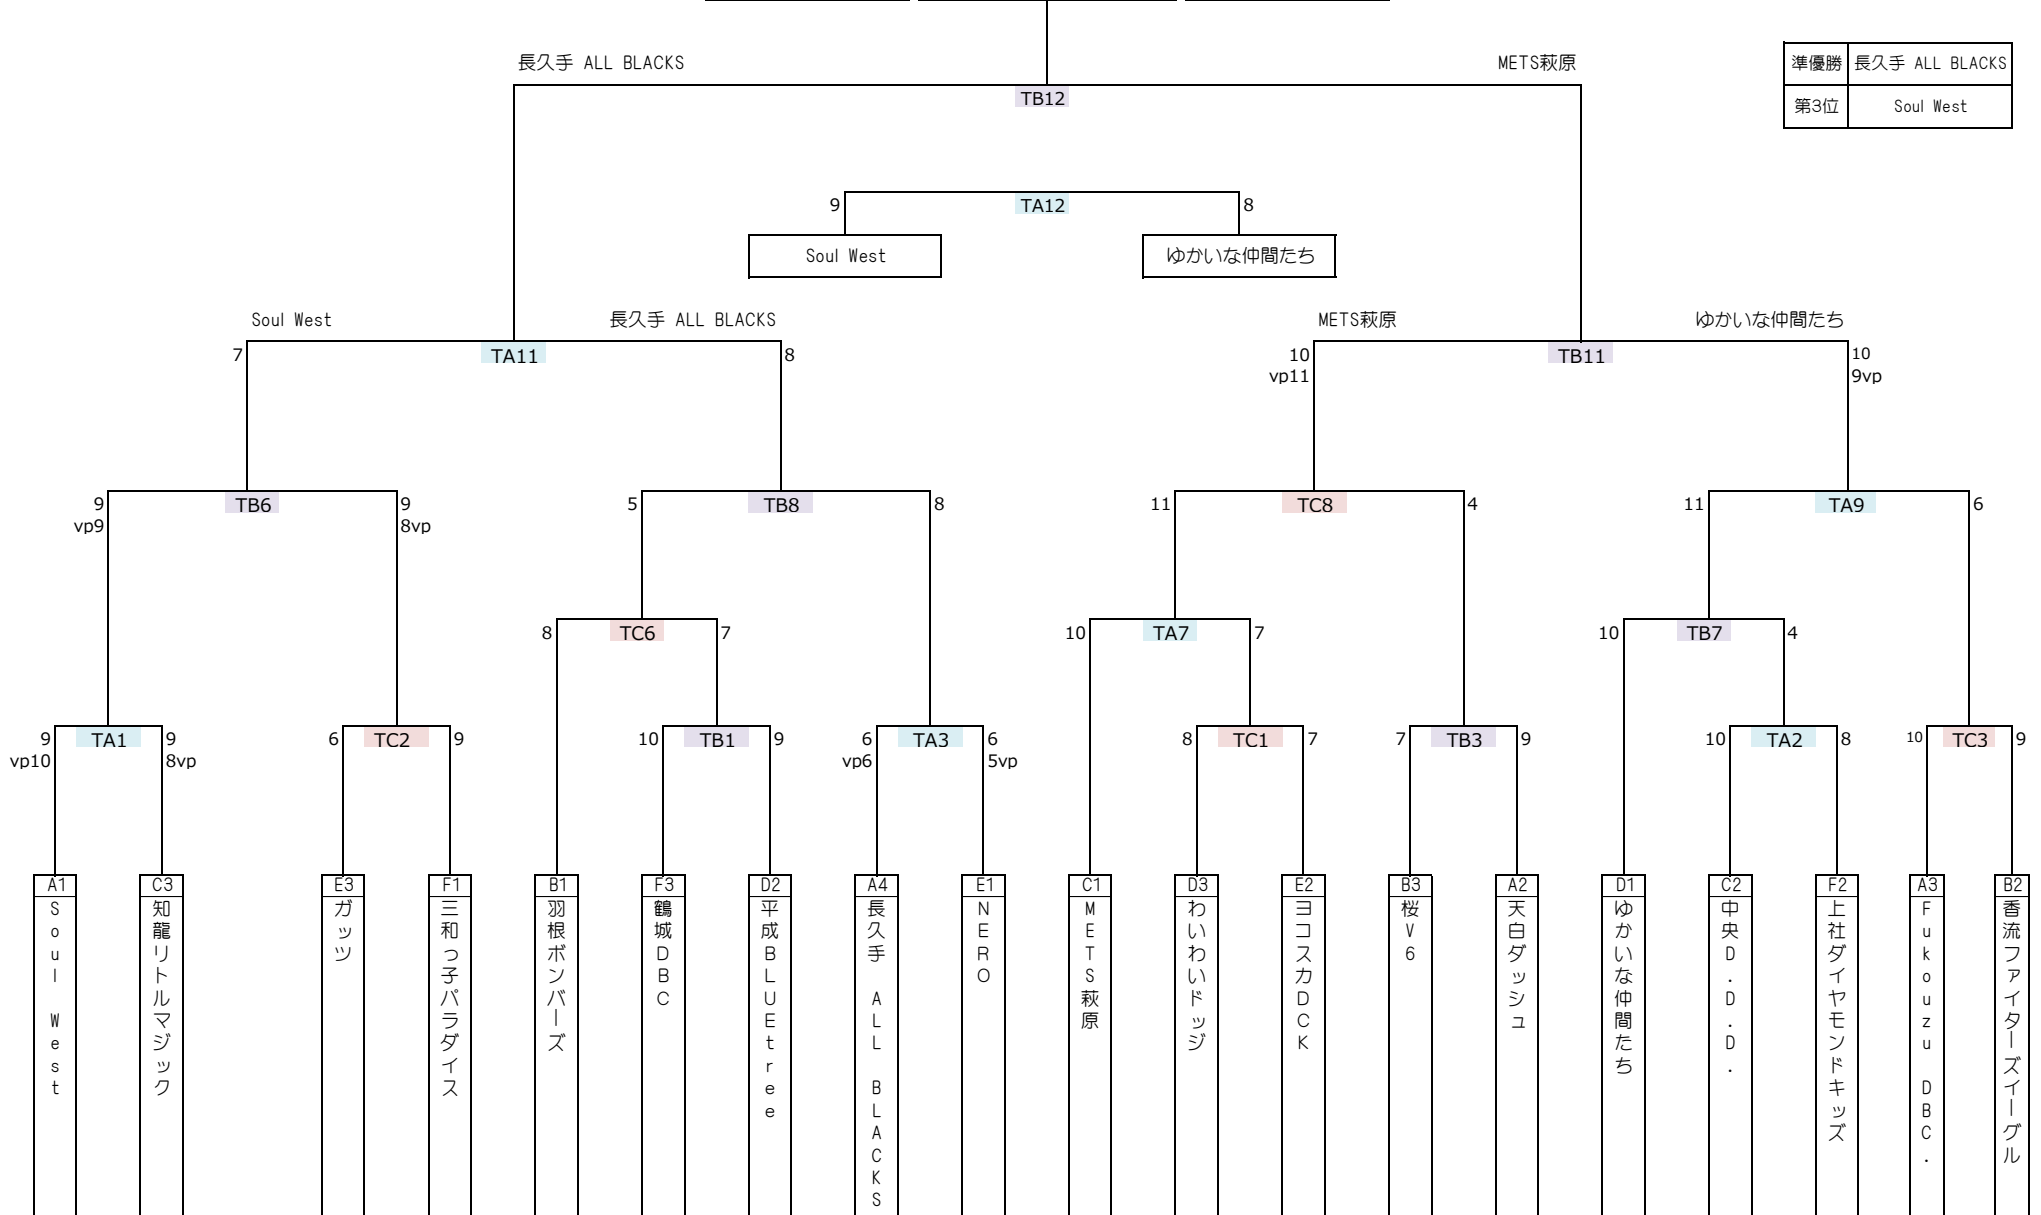 長久手 ALL BLACKS
METS萩原
準優勝 長久手 ALL BLACKS
TB12
第3位 Soul West
9 TA12 8
Soul West
ゆかいな仲間たち
Soul West
長久手 ALL BLACKS
METS萩原
ゆかいな仲間たち
7 TA11 8
10 TB11 10
vp11 9vp
9 TB6 9
vp9 8vp
5 TB8 8
11 TC8 4
11 TA9 6
8 TC6 7
10 TA7 7
10 TB7 4
9 TA1 9
vp10 8vp
6 TC2 9
10 TB1 9
6 TA3 6
vp6 5vp
8 TC1 7
7 TB3 9
10 TA2 8
10 TC3 9
A1
Soul West
C3
知龍リトルマジック
E3
ガッツ
F1
三和っ子パラダイス
B1
羽根ボンバーズ
F3
鶴城DBC
D2
平成BLUEtree
A4
長久手 ALL BLACKS
E1
NERO
C1
METS萩原
D3
わいわいドッジ
E2
ヨコスカDCK
B3
桜V6
A2
天白ダッシュ
D1
ゆかいな仲間たち
C2
中央D.D.D.
F2
上社ダイヤモンドキッズ
A3
Fukouzu DBC.
B2
香流ファイターズイーグル